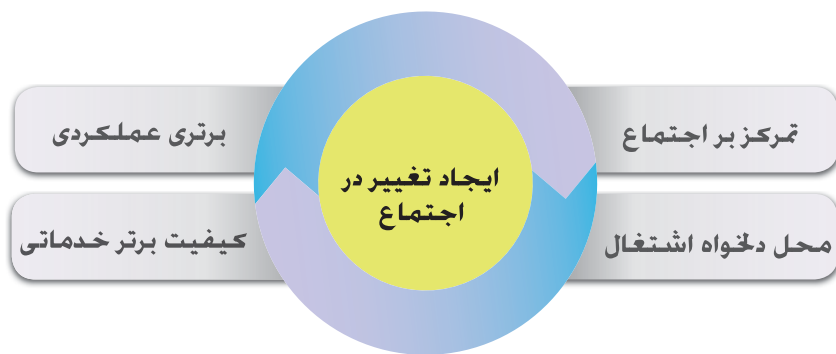 تمرکز بر اجتماع
برتری عملکردی
ایجاد تغییر در
اجتماع
محل دلخواه اشتغال
کیفیت برتر خدماتی